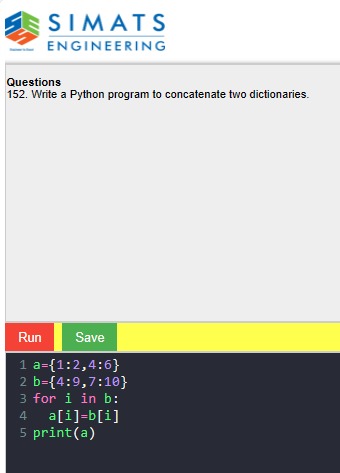 SIMATS
ENGINEERING
Questions
152. Write a Python program to concatenate two dictionaries.
Run Save
1 a={1:2,4:6}
2 b={4:9,7:10}
3 for i in b:
4   a[i]=b[i]
5 print(a)